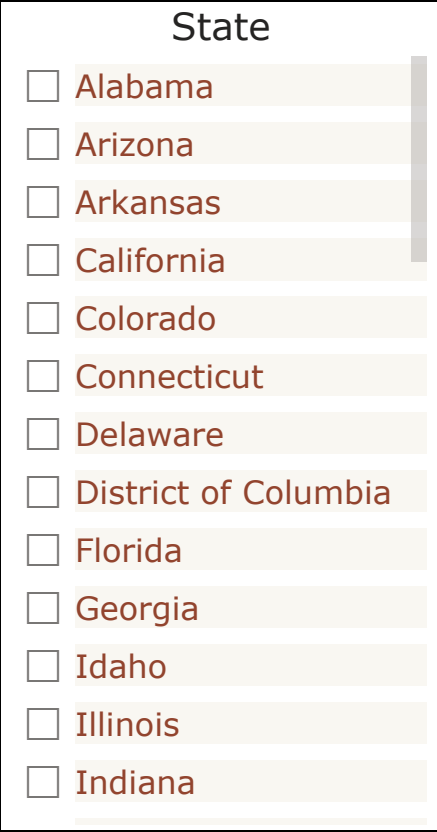 State
Alabama
Arizona
Arkansas
California
Colorado
Connecticut
Delaware
District of Columbia
Florida
Georgia
Idaho
Illinois
Indiana